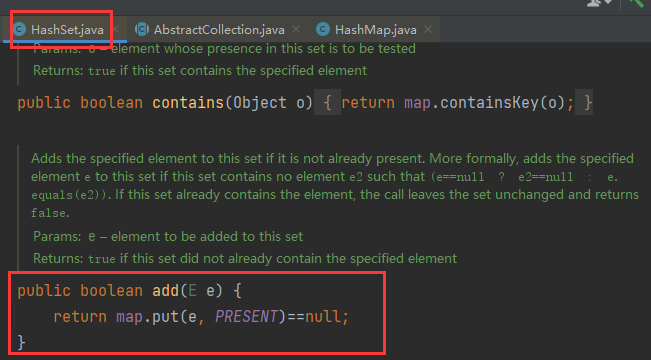 HashSet.java AbstractCollection.java HashMap.java
Params: o – element whose presence in this set is to be tested
Returns: true if this set contains the specified element
public boolean contains(Object o) { return map.containsKey(o); }
Adds the specified element to this set if it is not already present. More formally, adds the specified
element e to this set if this set contains no element e2 such that (e==null ? e2==null : e.
equals(e2)). If this set already contains the element, the call leaves the set unchanged and returns
false.
Params: e – element to be added to this set
Returns: true if this set did not already contain the specified element
public boolean add(E e) {
return map.put(e, PRESENT)==null;
}